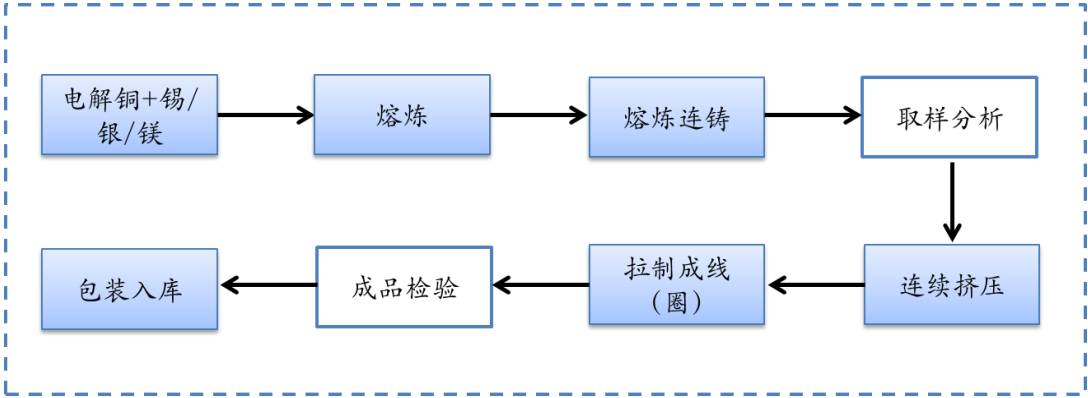 电解铜+锡/
银/镁
熔炼
熔炼连铸
取样分析
连续挤压
拉制成线
（圈）
成品检验
包装入库